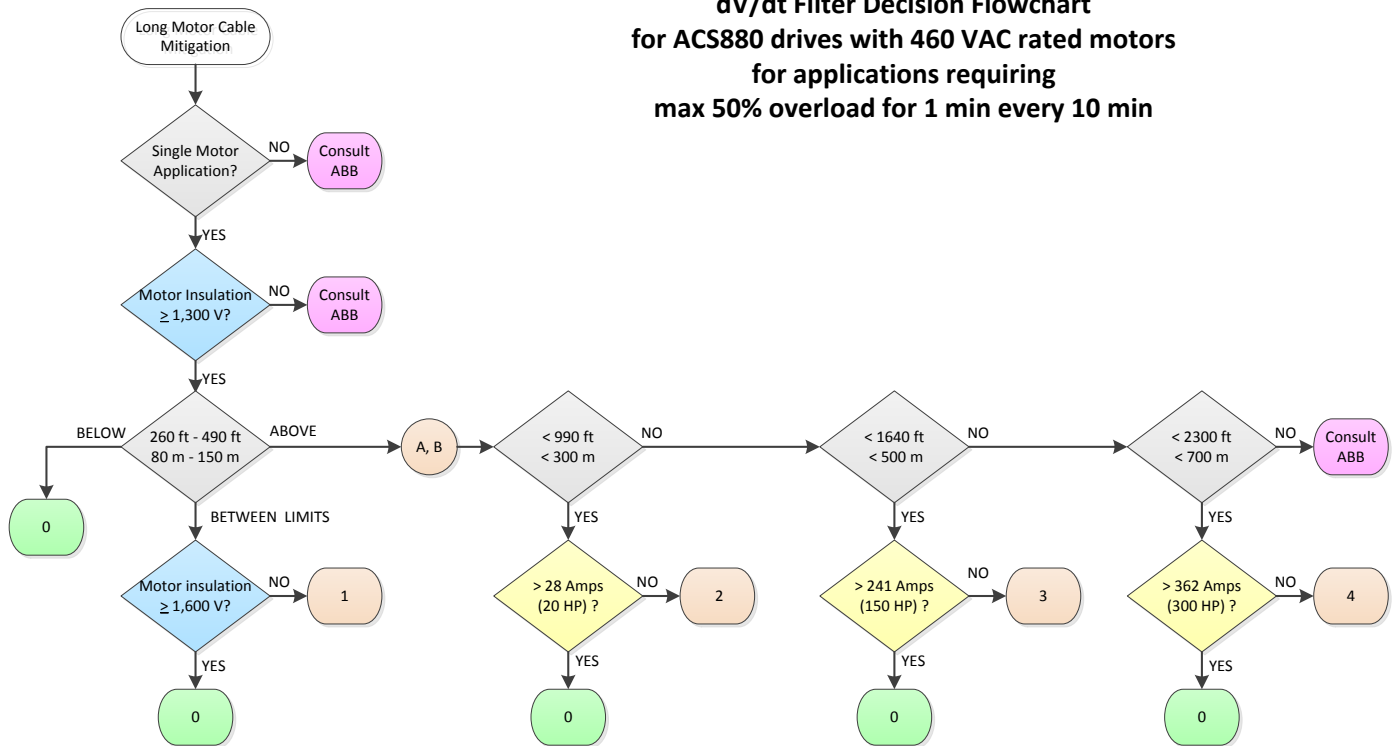 dv/dt Filter Decision Flowchart
for ACS880 drives with 460 VAC rated motors
for applications requiring
max 50% overload for 1 min every 10 min
Long Motor Cable
Mitigation
Single Motor
Application?
NO
Consult
ABB
YES
Motor Insulation
≥ 1,300 V?
NO
Consult
ABB
YES
BELOW
260 ft - 490 ft
80 m - 150 m
ABOVE
A, B
< 990 ft
< 300 m
NO
< 1640 ft
< 500 m
NO
< 2300 ft
< 700 m
NO
Consult
ABB
0
BETWEEN LIMITS
YES
YES
YES
Motor insulation
≥ 1,600 V?
NO
1
> 28 Amps
(20 HP) ?
NO
2
> 241 Amps
(150 HP) ?
NO
3
> 362 Amps
(300 HP) ?
NO
4
YES
YES
YES
YES
0
0
0
0